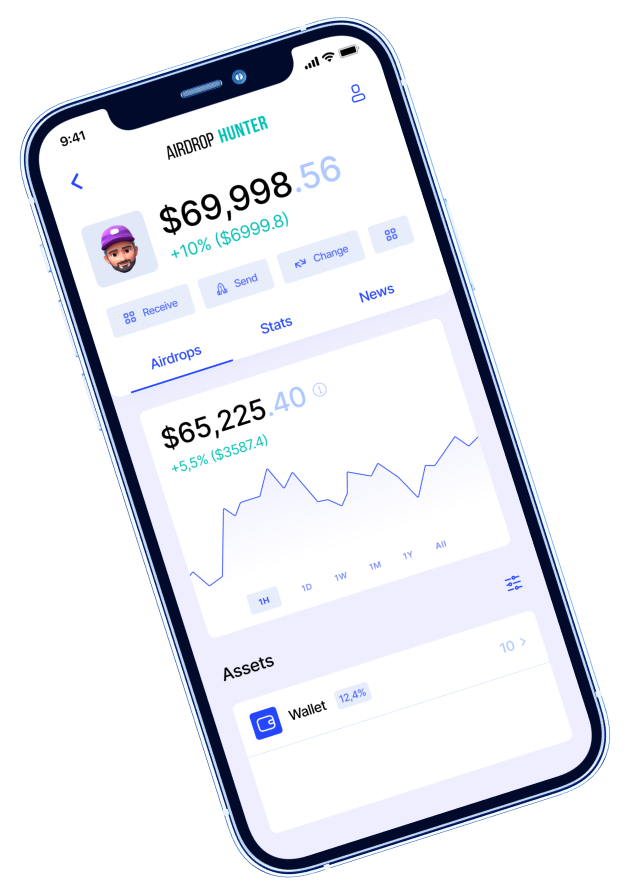 9:41
AIRDROP HUNTER
$69,998.56
+10% ($6999.8)
Receive
Send
Change
Airdrops
Stats
News
$65,225.40
+5,5% ($3587.4)
1H
1D
1W
1M
1Y
All
Assets
Wallet
12,4%
10